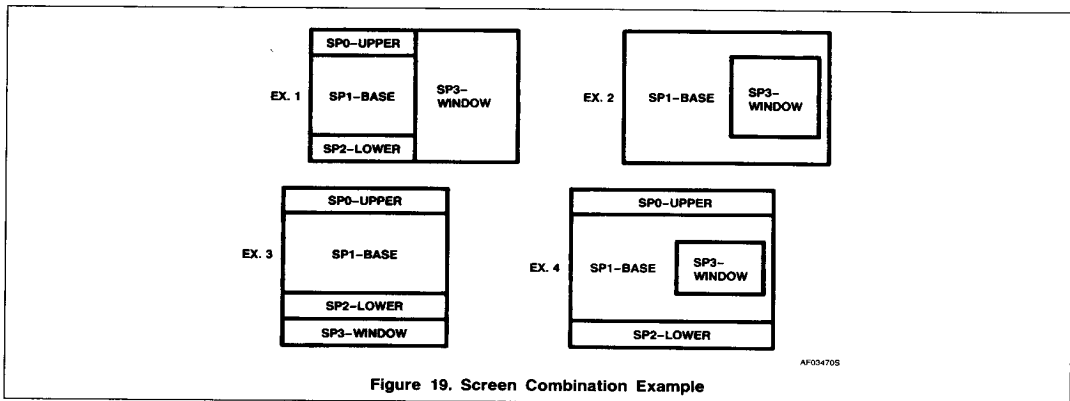 EX. 1
SP0-UPPER
SP1-BASE
SP2-LOWER
SP3-
WINDOW
EX. 2
SP1-BASE
SP3-
WINDOW
EX. 3
SP0-UPPER
SP1-BASE
SP2-LOWER
SP3-WINDOW
EX. 4
SP0-UPPER
SP1-BASE
SP3-
WINDOW
SP2-LOWER
AF03470S
Figure 19. Screen Combination Example